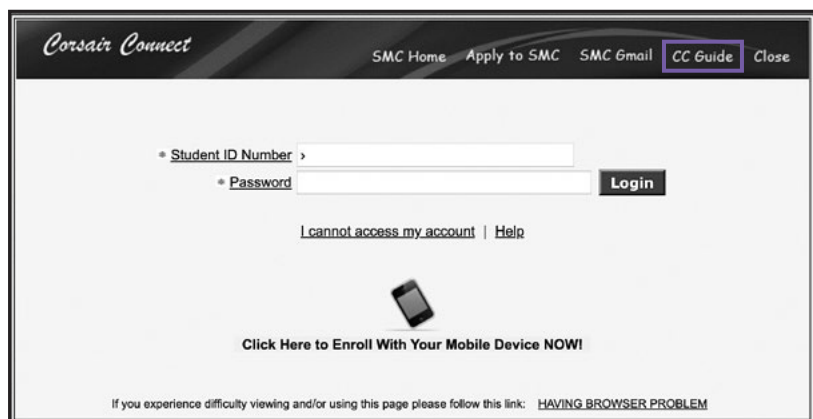 Corsair Connect
SMC Home Apply to SMC SMC Gmail CC Guide Close
* Student ID Number ›
* Password Login
I cannot access my account | Help
Click Here to Enroll With Your Mobile Device NOW!
If you experience difficulty viewing and/or using this page please follow this link: HAVING BROWSER PROBLEM